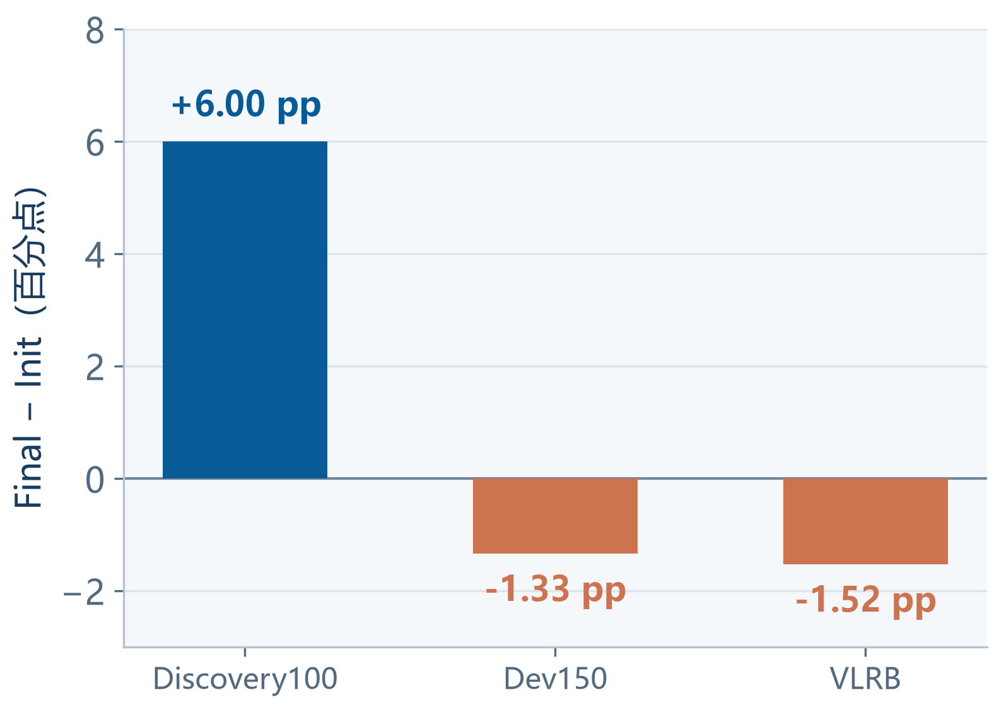 Final − Init（百分点）
8
6
4
2
0
−2
+6.00 pp
-1.33 pp
-1.52 pp
Discovery100
Dev150
VLRB